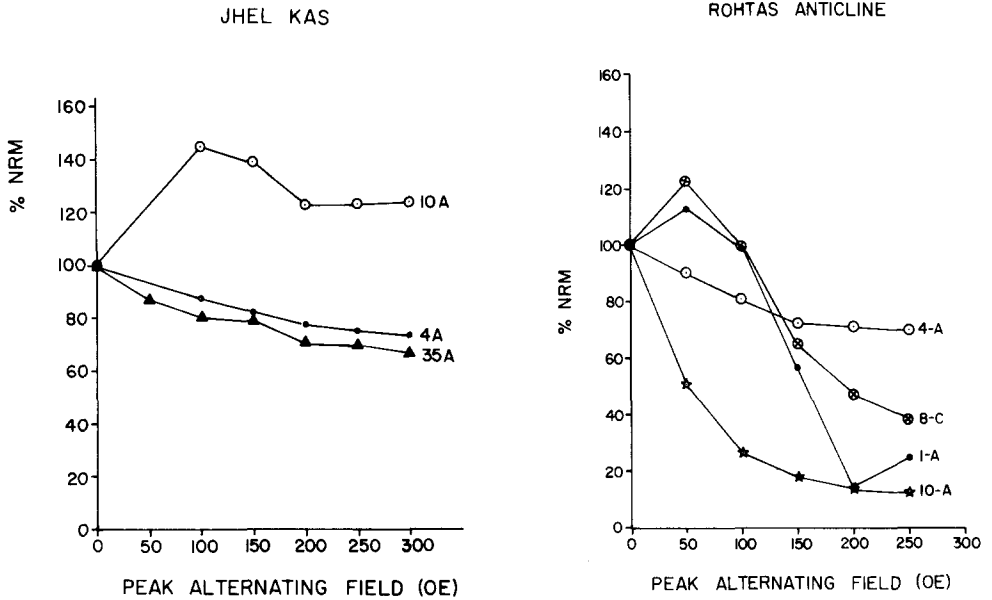 JHEL KAS
% NRM
160
140
120
100
80
60
40
20
0
10A
4A
35A
0 50 100 150 200 250 300
PEAK ALTERNATING FIELD (OE)
ROHTAS ANTICLINE
% NRM
160
140
120
100
80
60
40
20
0
4-A
8-C
1-A
10-A
0 50 100 150 200 250 300
PEAK ALTERNATING FIELD (OE)